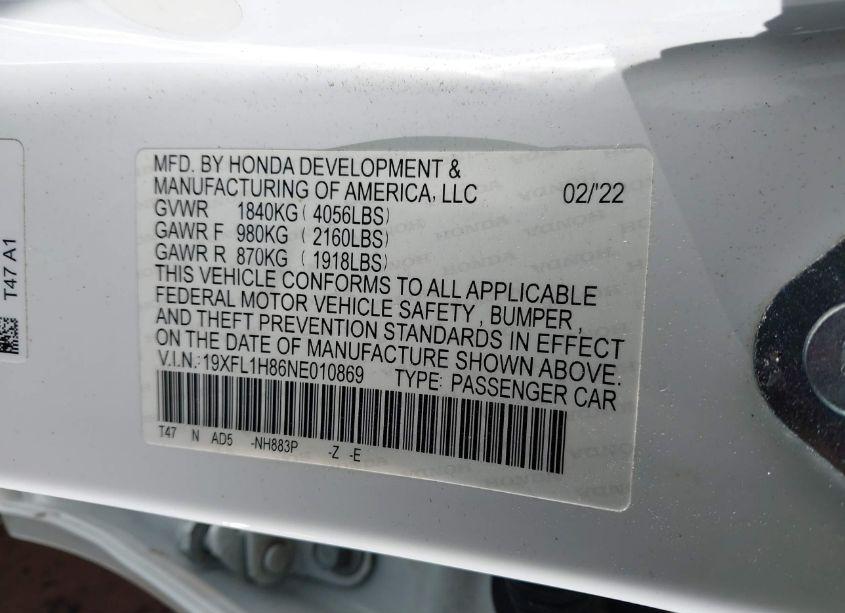 MFD. BY HONDA DEVELOPMENT &
MANUFACTURING OF AMERICA, LLC 02/'22
GVWR 1840KG ( 4056LBS)
GAWR F 980KG ( 2160LBS)
GAWR R 870KG ( 1918LBS)
THIS VEHICLE CONFORMS TO ALL APPLICABLE
FEDERAL MOTOR VEHICLE SAFETY , BUMPER ,
AND THEFT PREVENTION STANDARDS IN EFFECT
ON THE DATE OF MANUFACTURE SHOWN ABOVE.
V.I.N.:19XFL1H86NE010869 TYPE: PASSENGER CAR
T47 N AD5 -NH883P -Z -E
T47 A1
HONDA